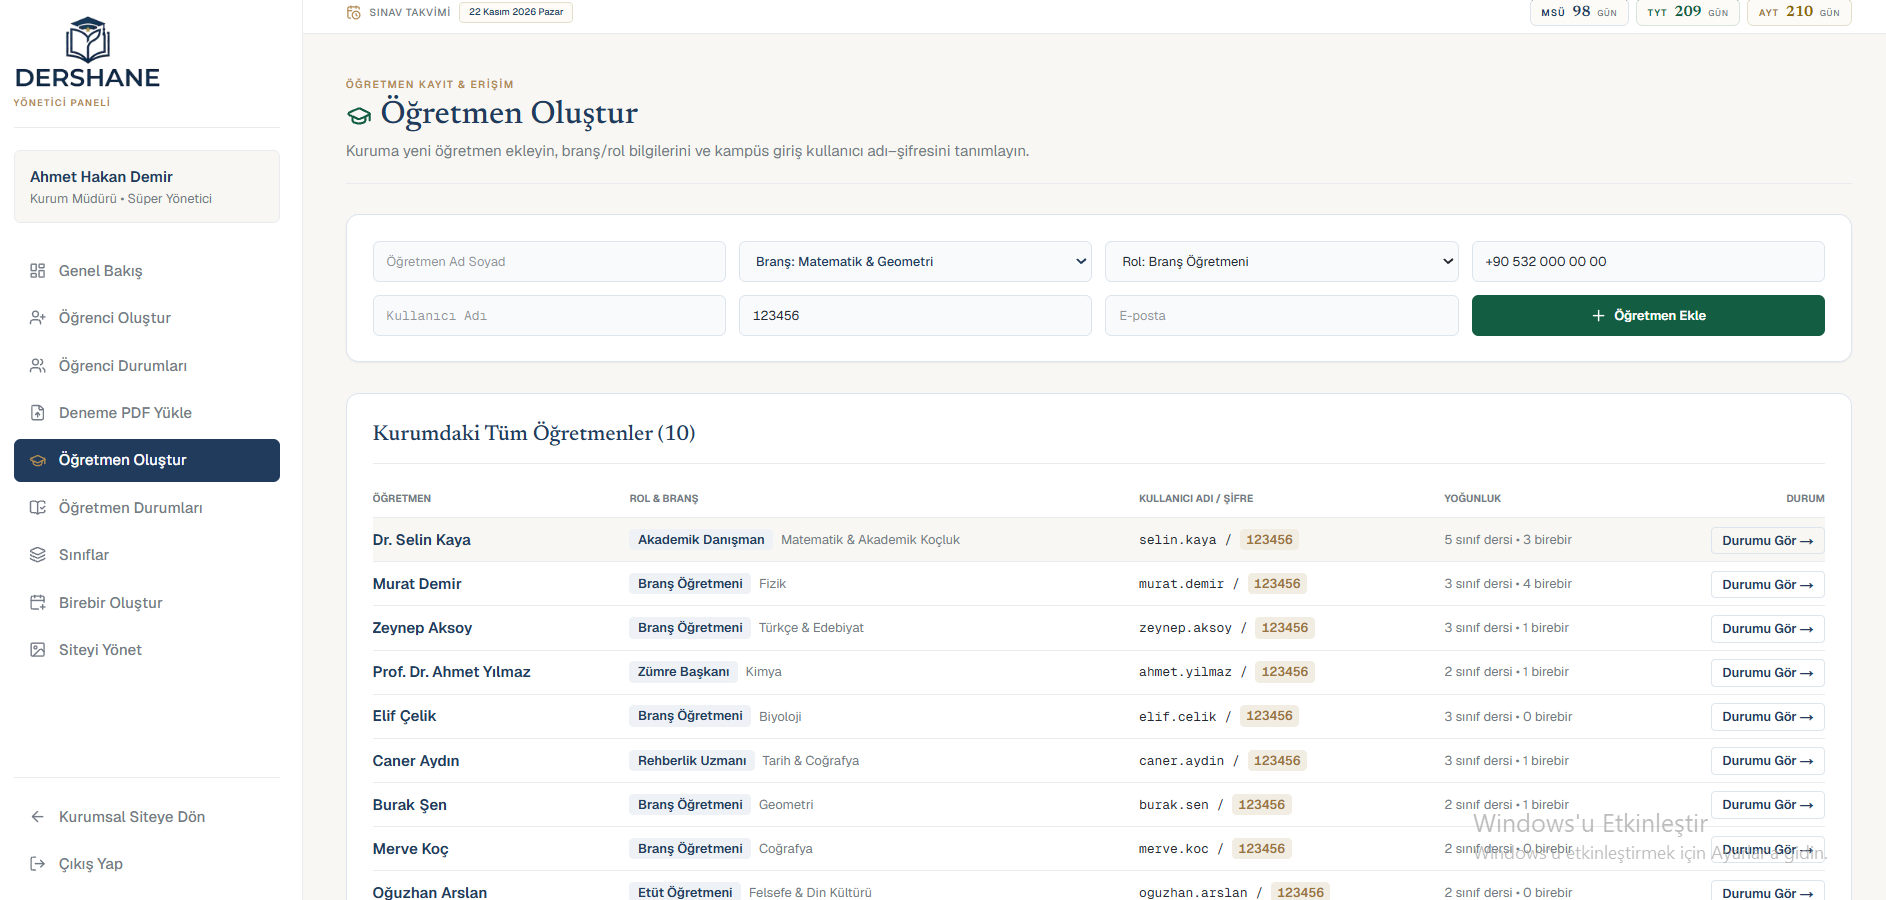 DERSHANE
YÖNETİCİ PANELİ
Ahmet Hakan Demir
Kurum Müdürü • Süper Yönetici
Genel Bakış
Öğrenci Oluştur
Öğrenci Durumları
Deneme PDF Yükle
Öğretmen Oluştur
Öğretmen Durumları
Sınıflar
Birebir Oluştur
Siteyi Yönet
Kurumsal Siteye Dön
Çıkış Yap
SINAV TAKVİMİ 22 Kasım 2026 Pazar
MSÜ 98 GÜN TYT 209 GÜN AYT 210 GÜN
ÖĞRETMEN KAYIT & ERİŞİM
Öğretmen Oluştur
Kuruma yeni öğretmen ekleyin, branş/rol bilgilerini ve kampüs giriş kullanıcı adı–şifresini tanımlayın.
Öğretmen Ad Soyad Branş: Matematik & Geometri Rol: Branş Öğretmeni +90 532 000 00 00
Kullanıcı Adı 123456 E-posta + Öğretmen Ekle
Kurumdaki Tüm Öğretmenler (10)
ÖĞRETMEN ROL & BRANŞ KULLANICI ADI / ŞİFRE YOĞUNLUK DURUM
Dr. Selin Kaya Akademik Danışman Matematik & Akademik Koçluk selin.kaya / 123456 5 sınıf dersi • 3 birebir Durumu Gör →
Murat Demir Branş Öğretmeni Fizik murat.demir / 123456 3 sınıf dersi • 4 birebir Durumu Gör →
Zeynep Aksoy Branş Öğretmeni Türkçe & Edebiyat zeynep.aksoy / 123456 3 sınıf dersi • 1 birebir Durumu Gör →
Prof. Dr. Ahmet Yılmaz Zümre Başkanı Kimya ahmet.yilmaz / 123456 2 sınıf dersi • 1 birebir Durumu Gör →
Elif Çelik Branş Öğretmeni Biyoloji elif.celik / 123456 3 sınıf dersi • 0 birebir Durumu Gör →
Caner Aydın Rehberlik Uzmanı Tarih & Coğrafya caner.aydin / 123456 3 sınıf dersi • 1 birebir Durumu Gör →
Burak Şen Branş Öğretmeni Geometri burak.sen / 123456 2 sınıf dersi • 1 birebir Durumu Gör →
Windows'u Etkinleştir
Merve Koç Branş Öğretmeni Coğrafya merve.koc / 123456 2 sınıf dersi • 0 birebir Durumu Gör →
Windows'u etkinleştirmek için Ayarlar'a gidin.
Oğuzhan Arslan Etüt Öğretmeni Felsefe & Din Kültürü oguzhan.arslan / 123456 2 sınıf dersi • 0 birebir Durumu Gör →